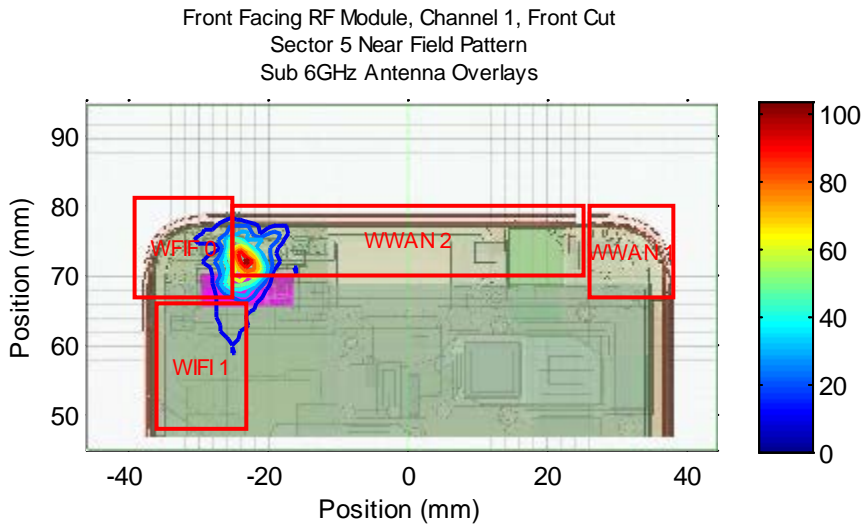 Front Facing RF Module, Channel 1, Front Cut
Sector 5 Near Field Pattern
Sub 6GHz Antenna Overlays
90
80
70
60
50
Position (mm)
WFIF 0
WWAN 2
WWAN 1
WIFI 1
-40 -20 0 20 40
Position (mm)
100
80
60
40
20
0